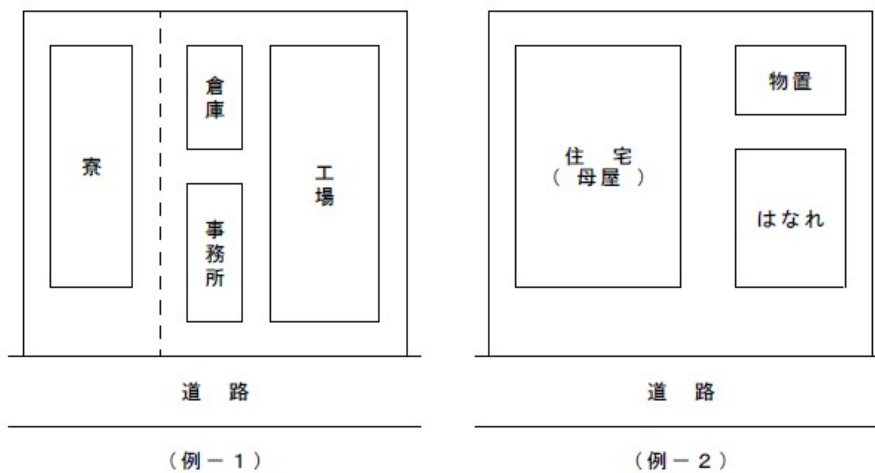 寮
倉庫
事務所
工場
道 路
(例-1)
住 宅
(母屋)
物置
はなれ
道 路
(例-2)